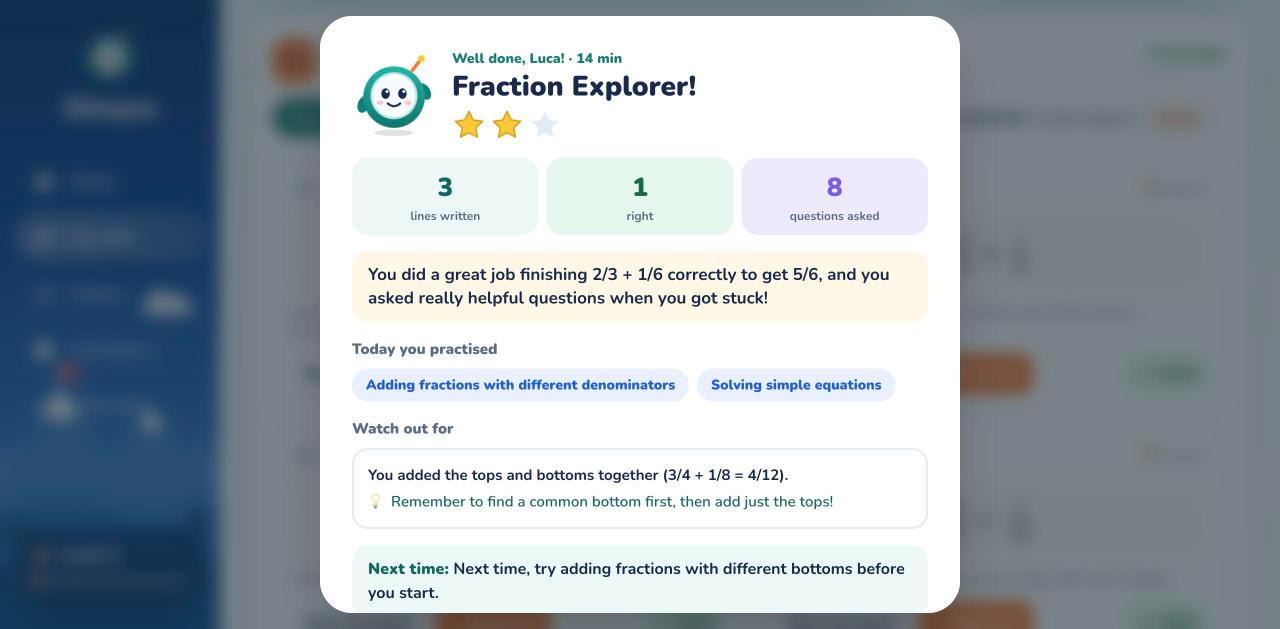 Well done, Luca! · 14 min
Fraction Explorer!
3
lines written
1
right
8
questions asked
You did a great job finishing 2/3 + 1/6 correctly to get 5/6, and you
asked really helpful questions when you got stuck!
Today you practised
Adding fractions with different denominators
Solving simple equations
Watch out for
You added the tops and bottoms together (3/4 + 1/8 = 4/12).
Remember to find a common bottom first, then add just the tops!
Next time: Next time, try adding fractions with different bottoms before
you start.